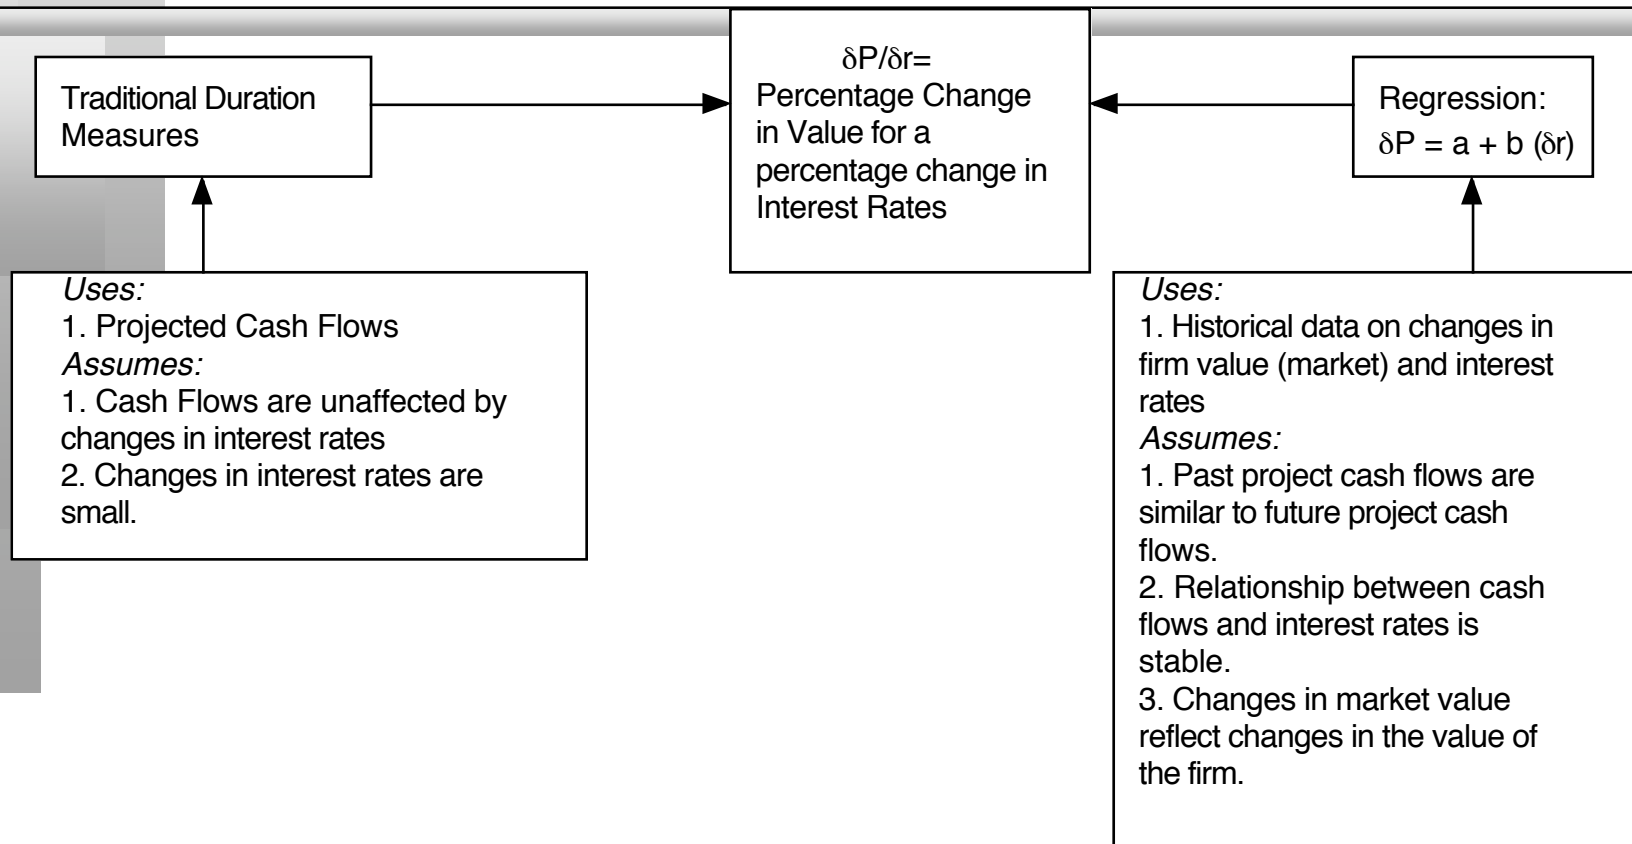 Traditional Duration
Measures
δP/δr=
Percentage Change
in Value for a
percentage change in
Interest Rates
Regression:
δP = a + b (δr)
Uses:
1. Projected Cash Flows
Assumes:
1. Cash Flows are unaffected by
changes in interest rates
2. Changes in interest rates are
small.
Uses:
1. Historical data on changes in
firm value (market) and interest
rates
Assumes:
1. Past project cash flows are
similar to future project cash
flows.
2. Relationship between cash
flows and interest rates is
stable.
3. Changes in market value
reflect changes in the value of
the firm.